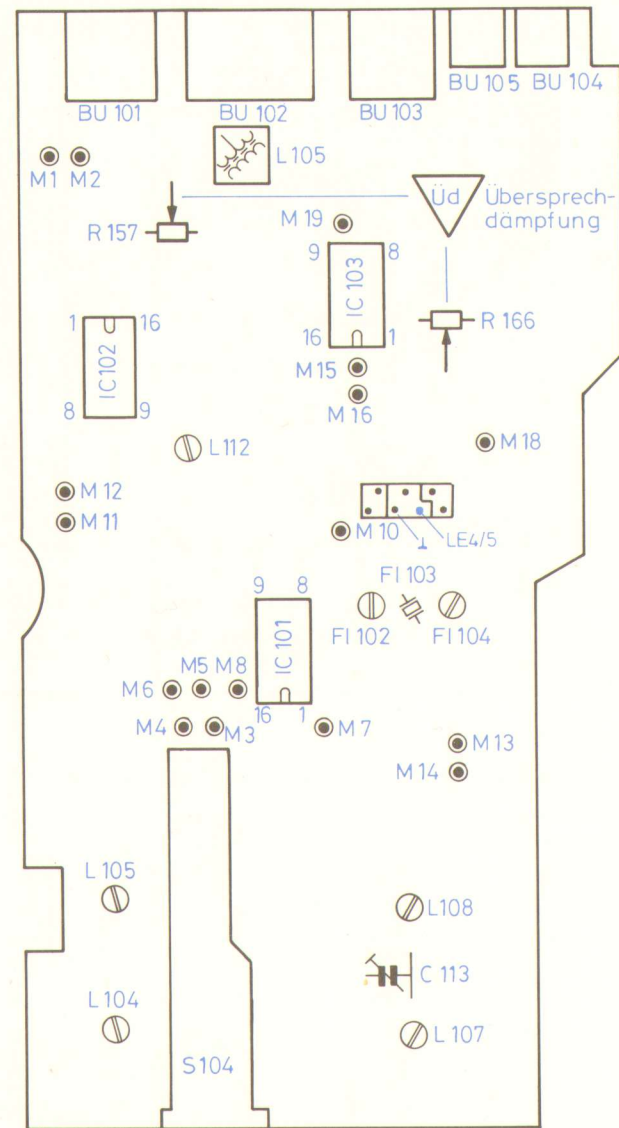 BU 101 BU 102 BU 103 BU 105 BU 104
L 105
M1 M2
Üd Übersprech-
dämpfung
R 157
M 19
9 8
IC 103
16 1
R 166
1 16
IC 102
8 9
M 15
M 16
L 112
M 18
M 12
M 11
M 10
⊥ LE4/5
FI 103
FI 102 FI 104
9 8
IC 101
16 1
M5 M8
M6
M4 M3
M 7
M 13
M 14
L 105
L 108
C 113
L 104
L 107
S 104